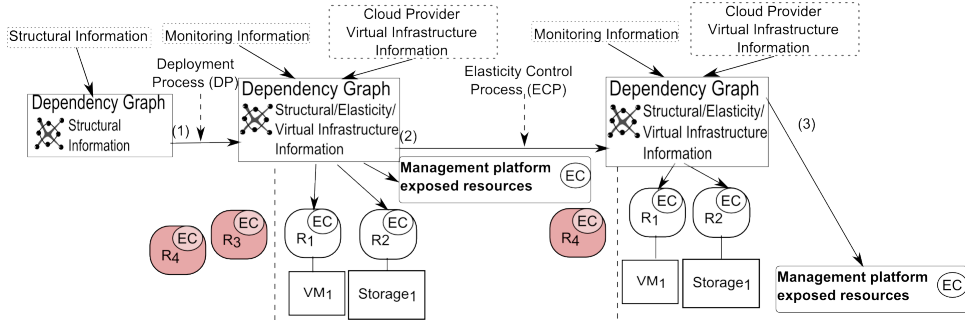 Structural Information
Monitoring Information
Cloud Provider
Virtual Infrastructure
Information
Monitoring Information
Cloud Provider
Virtual Infrastructure
Information
Deployment
Process (DP)
Elasticity Control
Process (ECP)
Dependency Graph
Structural
Information
(1)
Dependency Graph
Structural/Elasticity/
Virtual Infrastructure
Information
(2)
Dependency Graph
Structural/Elasticity/
Virtual Infrastructure
Information
(3)
Management platform
exposed resources
EC
EC
R4
EC
R3
EC
R1
EC
R2
VM1
Storage1
EC
R4
EC
R1
EC
R2
VM1
Storage1
Management platform
exposed resources
EC